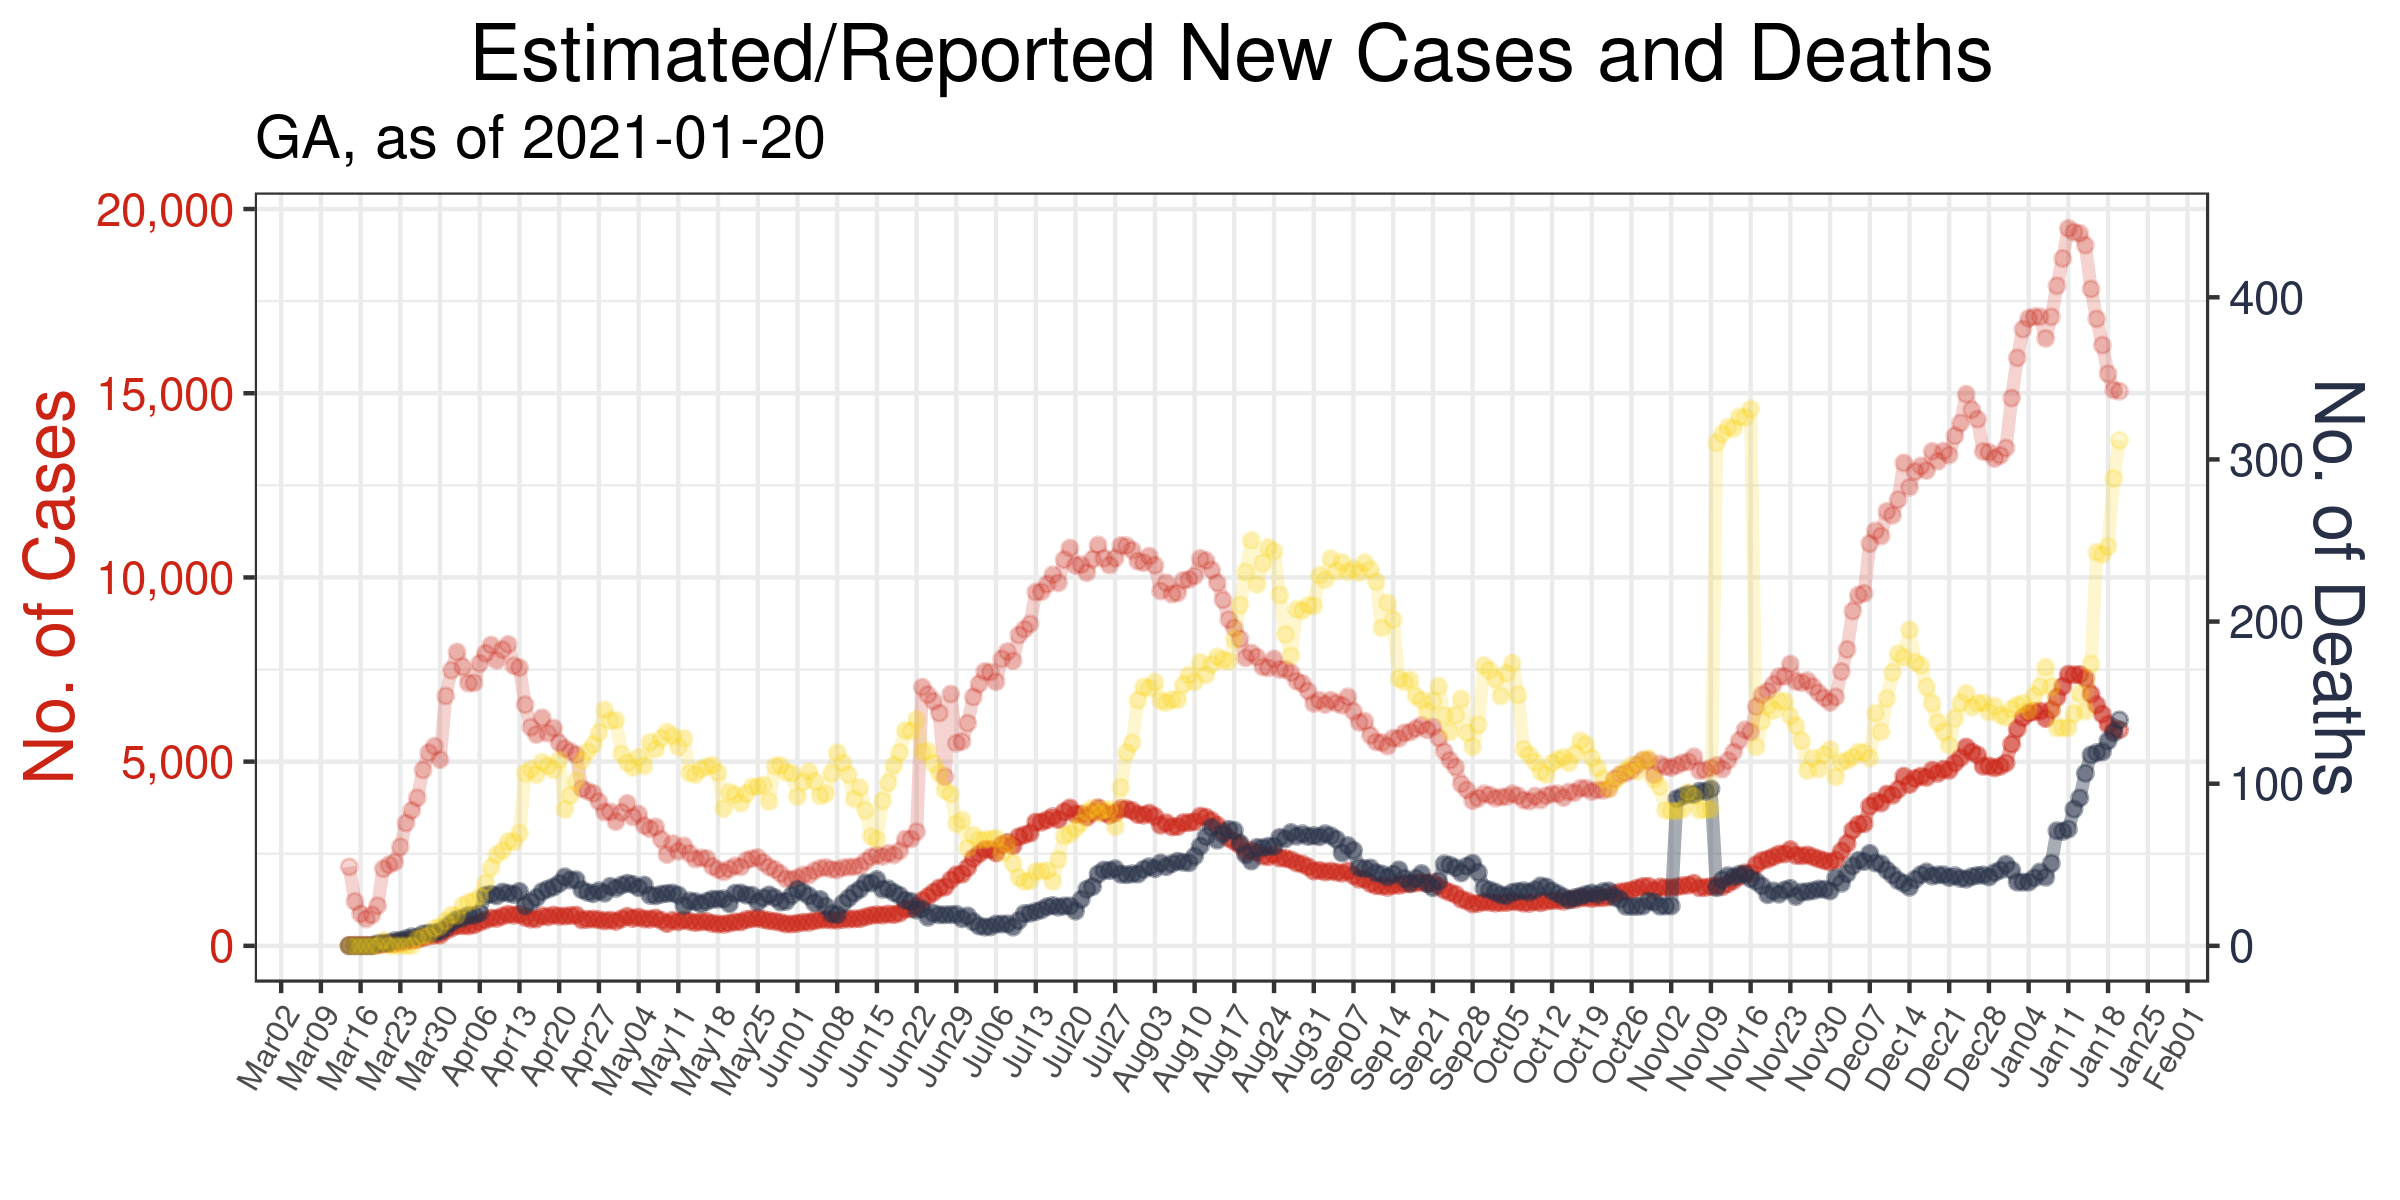 Estimated/Reported New Cases and Deaths
GA, as of 2021-01-20
No. of Cases
20,000
15,000
10,000
5,000
0
400
300
200
100
0
No. of Deaths
Mar02
Mar09
Mar16
Mar23
Mar30
Apr06
Apr13
Apr20
Apr27
May04
May11
May18
May25
Jun01
Jun08
Jun15
Jun22
Jun29
Jul06
Jul13
Jul20
Jul27
Aug03
Aug10
Aug17
Aug24
Aug31
Sep07
Sep14
Sep21
Sep28
Oct05
Oct12
Oct19
Oct26
Nov02
Nov09
Nov16
Nov23
Nov30
Dec07
Dec14
Dec21
Dec28
Jan04
Jan11
Jan18
Jan25
Feb01